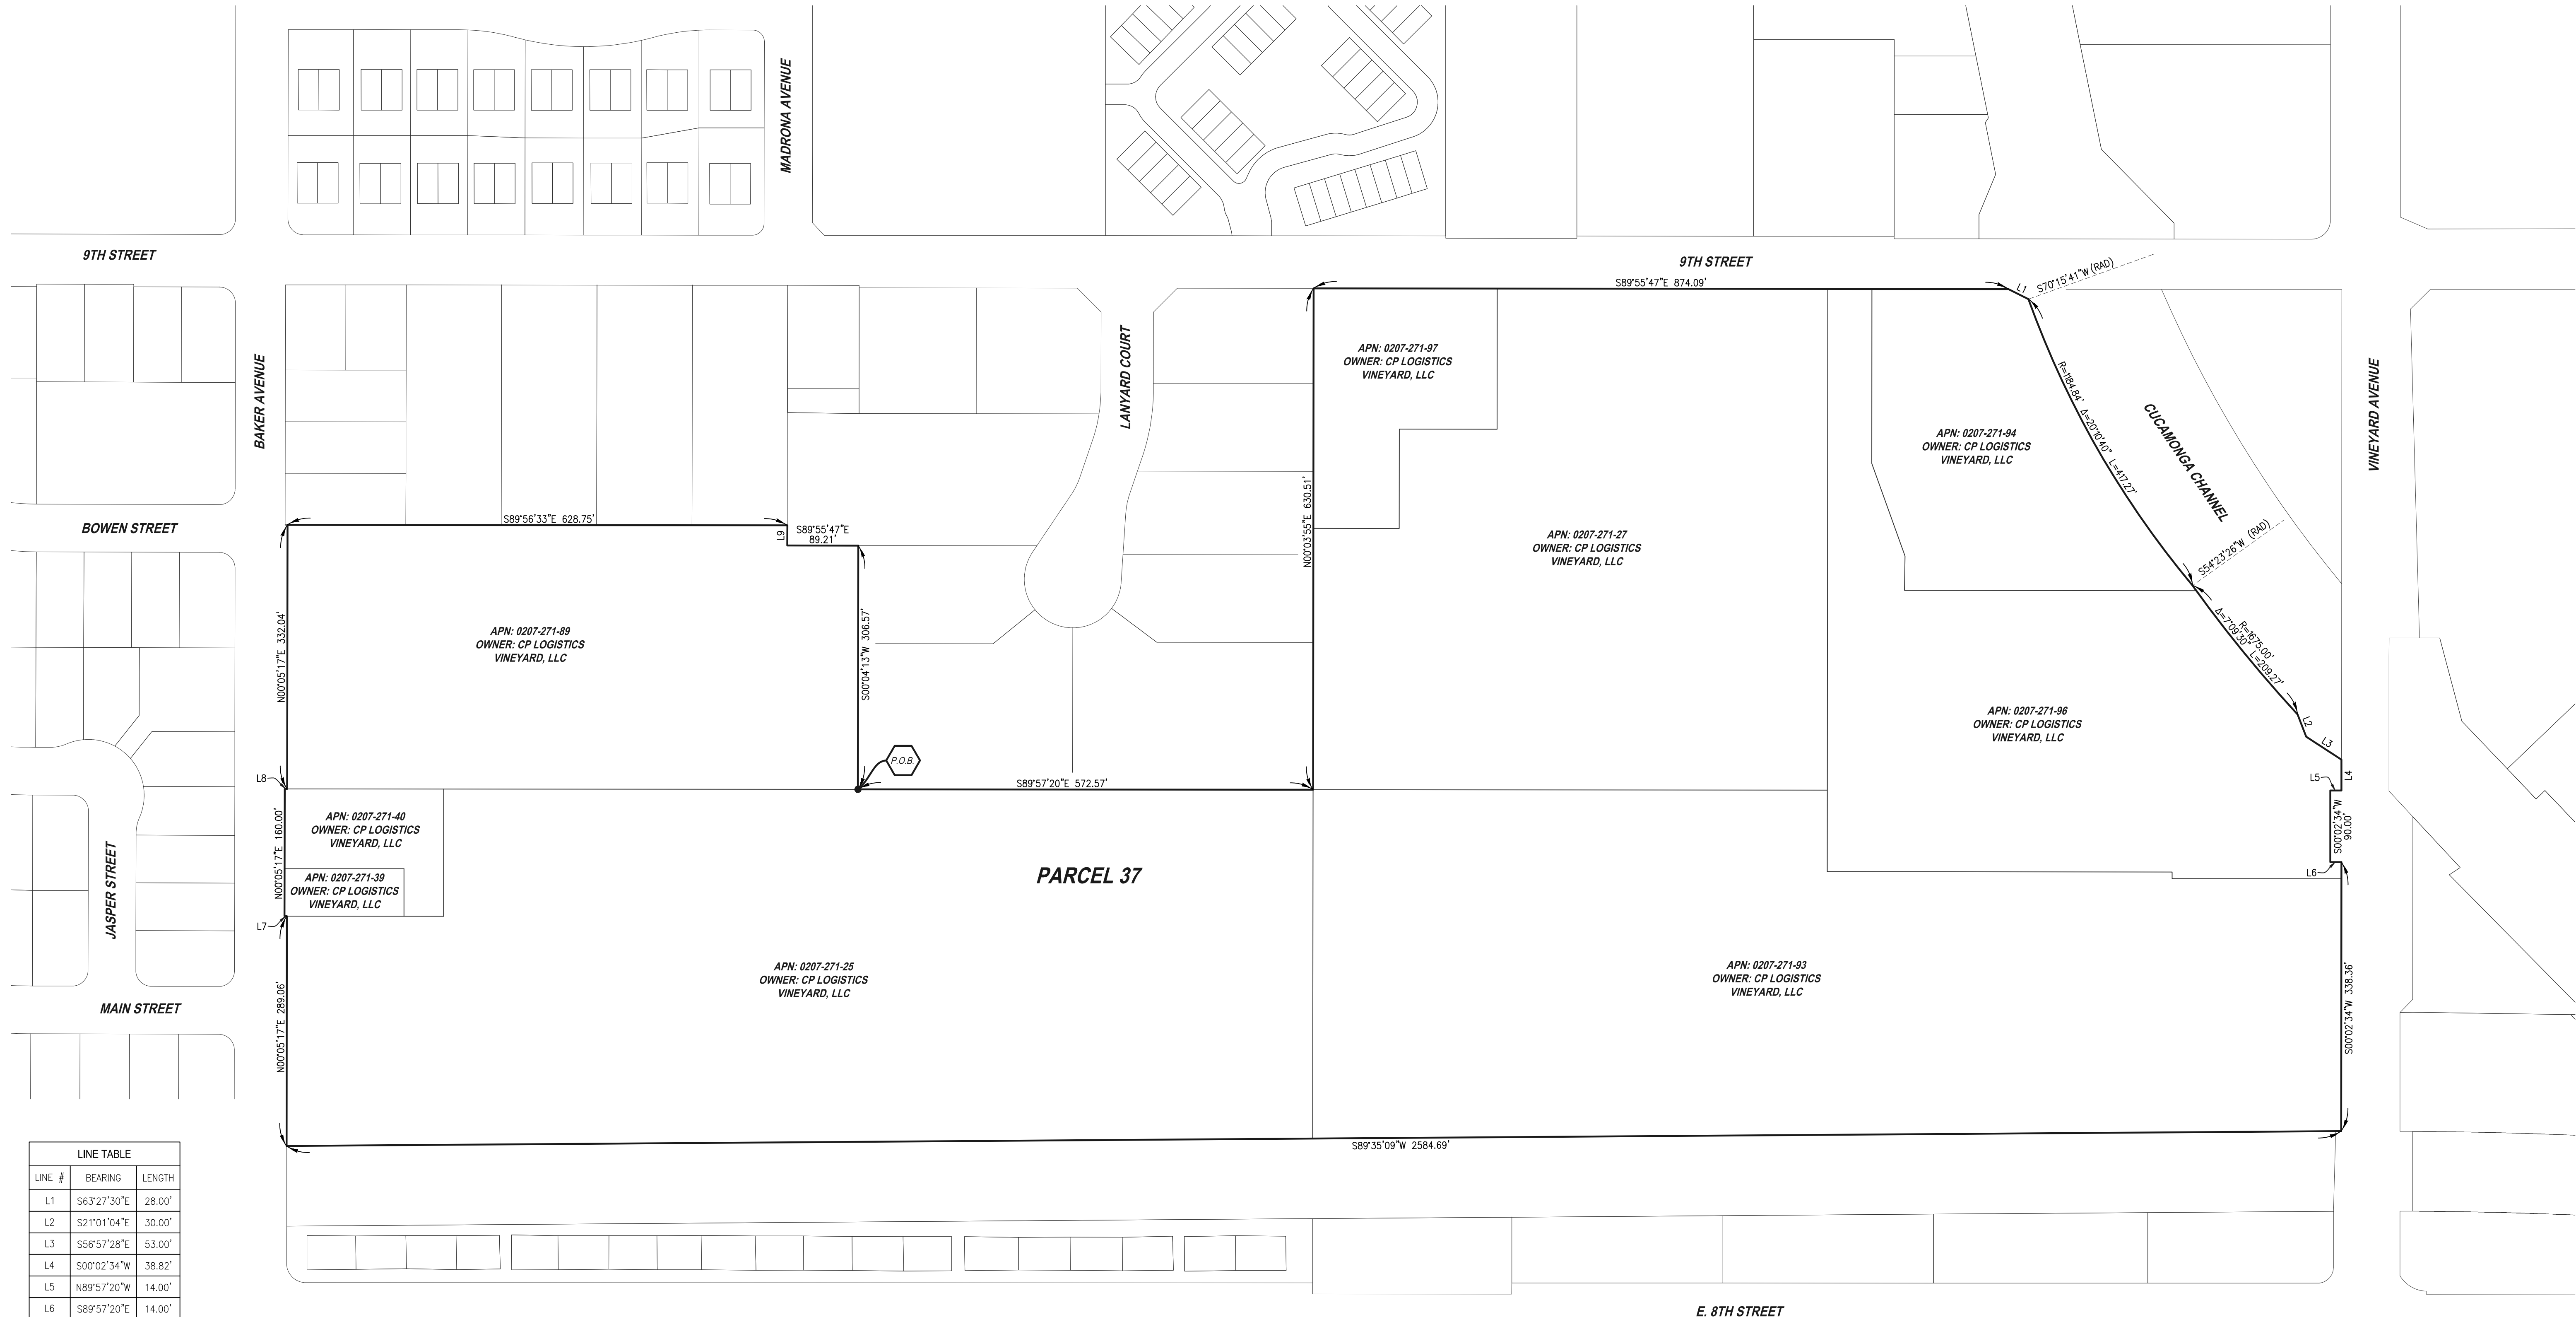 MADRONA AVENUE
9TH STREET
9TH STREET
S89°55'47"E 874.09'
L1
S70°15'41"W (RAD)
BAKER AVENUE
LANYARD COURT
VINEYARD AVENUE
APN: 0207-271-97
OWNER: CP LOGISTICS
VINEYARD, LLC
R=1184.84' Δ=20°10'40" L=417.27'
CUCAMONGA CHANNEL
APN: 0207-271-94
OWNER: CP LOGISTICS
VINEYARD, LLC
BOWEN STREET
S89°56'33"E 628.75'
L9
S89°55'47"E
89.21'
N00°03'55"E 630.51'
APN: 0207-271-27
OWNER: CP LOGISTICS
VINEYARD, LLC
S54°23'26"W (RAD)
N00°05'17"E 332.04'
APN: 0207-271-89
OWNER: CP LOGISTICS
VINEYARD, LLC
S00°04'13"W 306.57'
R=1675.00'
Δ=7°09'30" L=209.27'
APN: 0207-271-96
OWNER: CP LOGISTICS
VINEYARD, LLC
L2
L3
L4
L5
P.O.B.
L8
S89°57'20"E 572.57'
S00°02'34"W
90.00'
N00°05'17"E 160.00'
APN: 0207-271-40
OWNER: CP LOGISTICS
VINEYARD, LLC
JASPER STREET
APN: 0207-271-39
OWNER: CP LOGISTICS
VINEYARD, LLC
PARCEL 37
L6
L7
APN: 0207-271-25
OWNER: CP LOGISTICS
VINEYARD, LLC
APN: 0207-271-93
OWNER: CP LOGISTICS
VINEYARD, LLC
MAIN STREET
N00°05'17"E 289.06'
S00°02'34"W 338.36'
S89°35'09"W 2584.69'
LINE TABLE
LINE # BEARING LENGTH
L1 S63°27'30"E 28.00'
L2 S21°01'04"E 30.00'
L3 S56°57'28"E 53.00'
L4 S00°02'34"W 38.82'
L5 N89°57'20"W 14.00'
L6 S89°57'20"E 14.00'
E. 8TH STREET